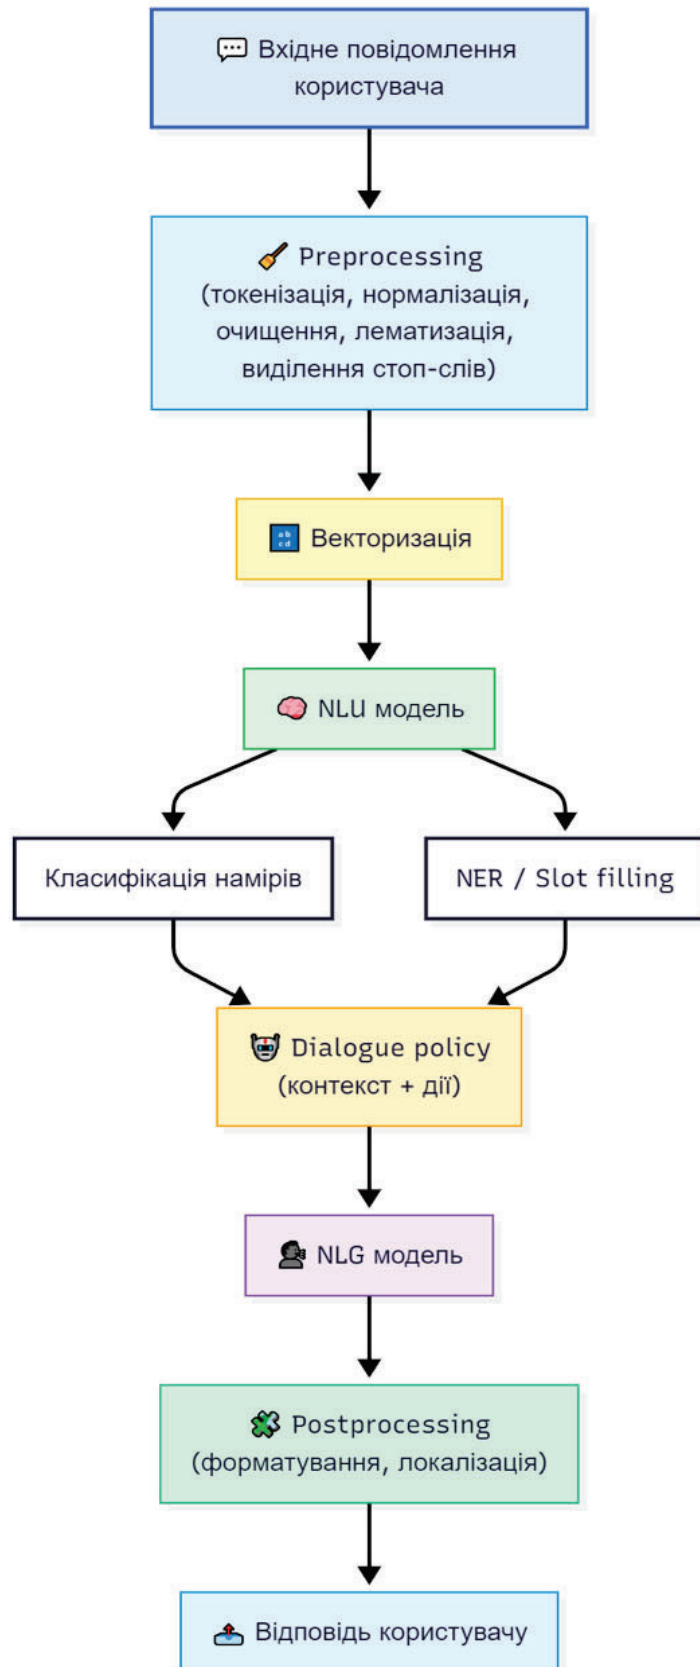 💬 Вхідне повідомлення
користувача
🧹 Preprocessing
(токенізація, нормалізація,
очищення, лематизація,
виділення стоп-слів)
🔡 Векторизація
🧠 NLU модель
Класифікація намірів
NER / Slot filling
🤖 Dialogue policy
(контекст + дії)
🗣 NLG модель
🧩 Postprocessing
(форматування, локалізація)
📤 Відповідь користувачу